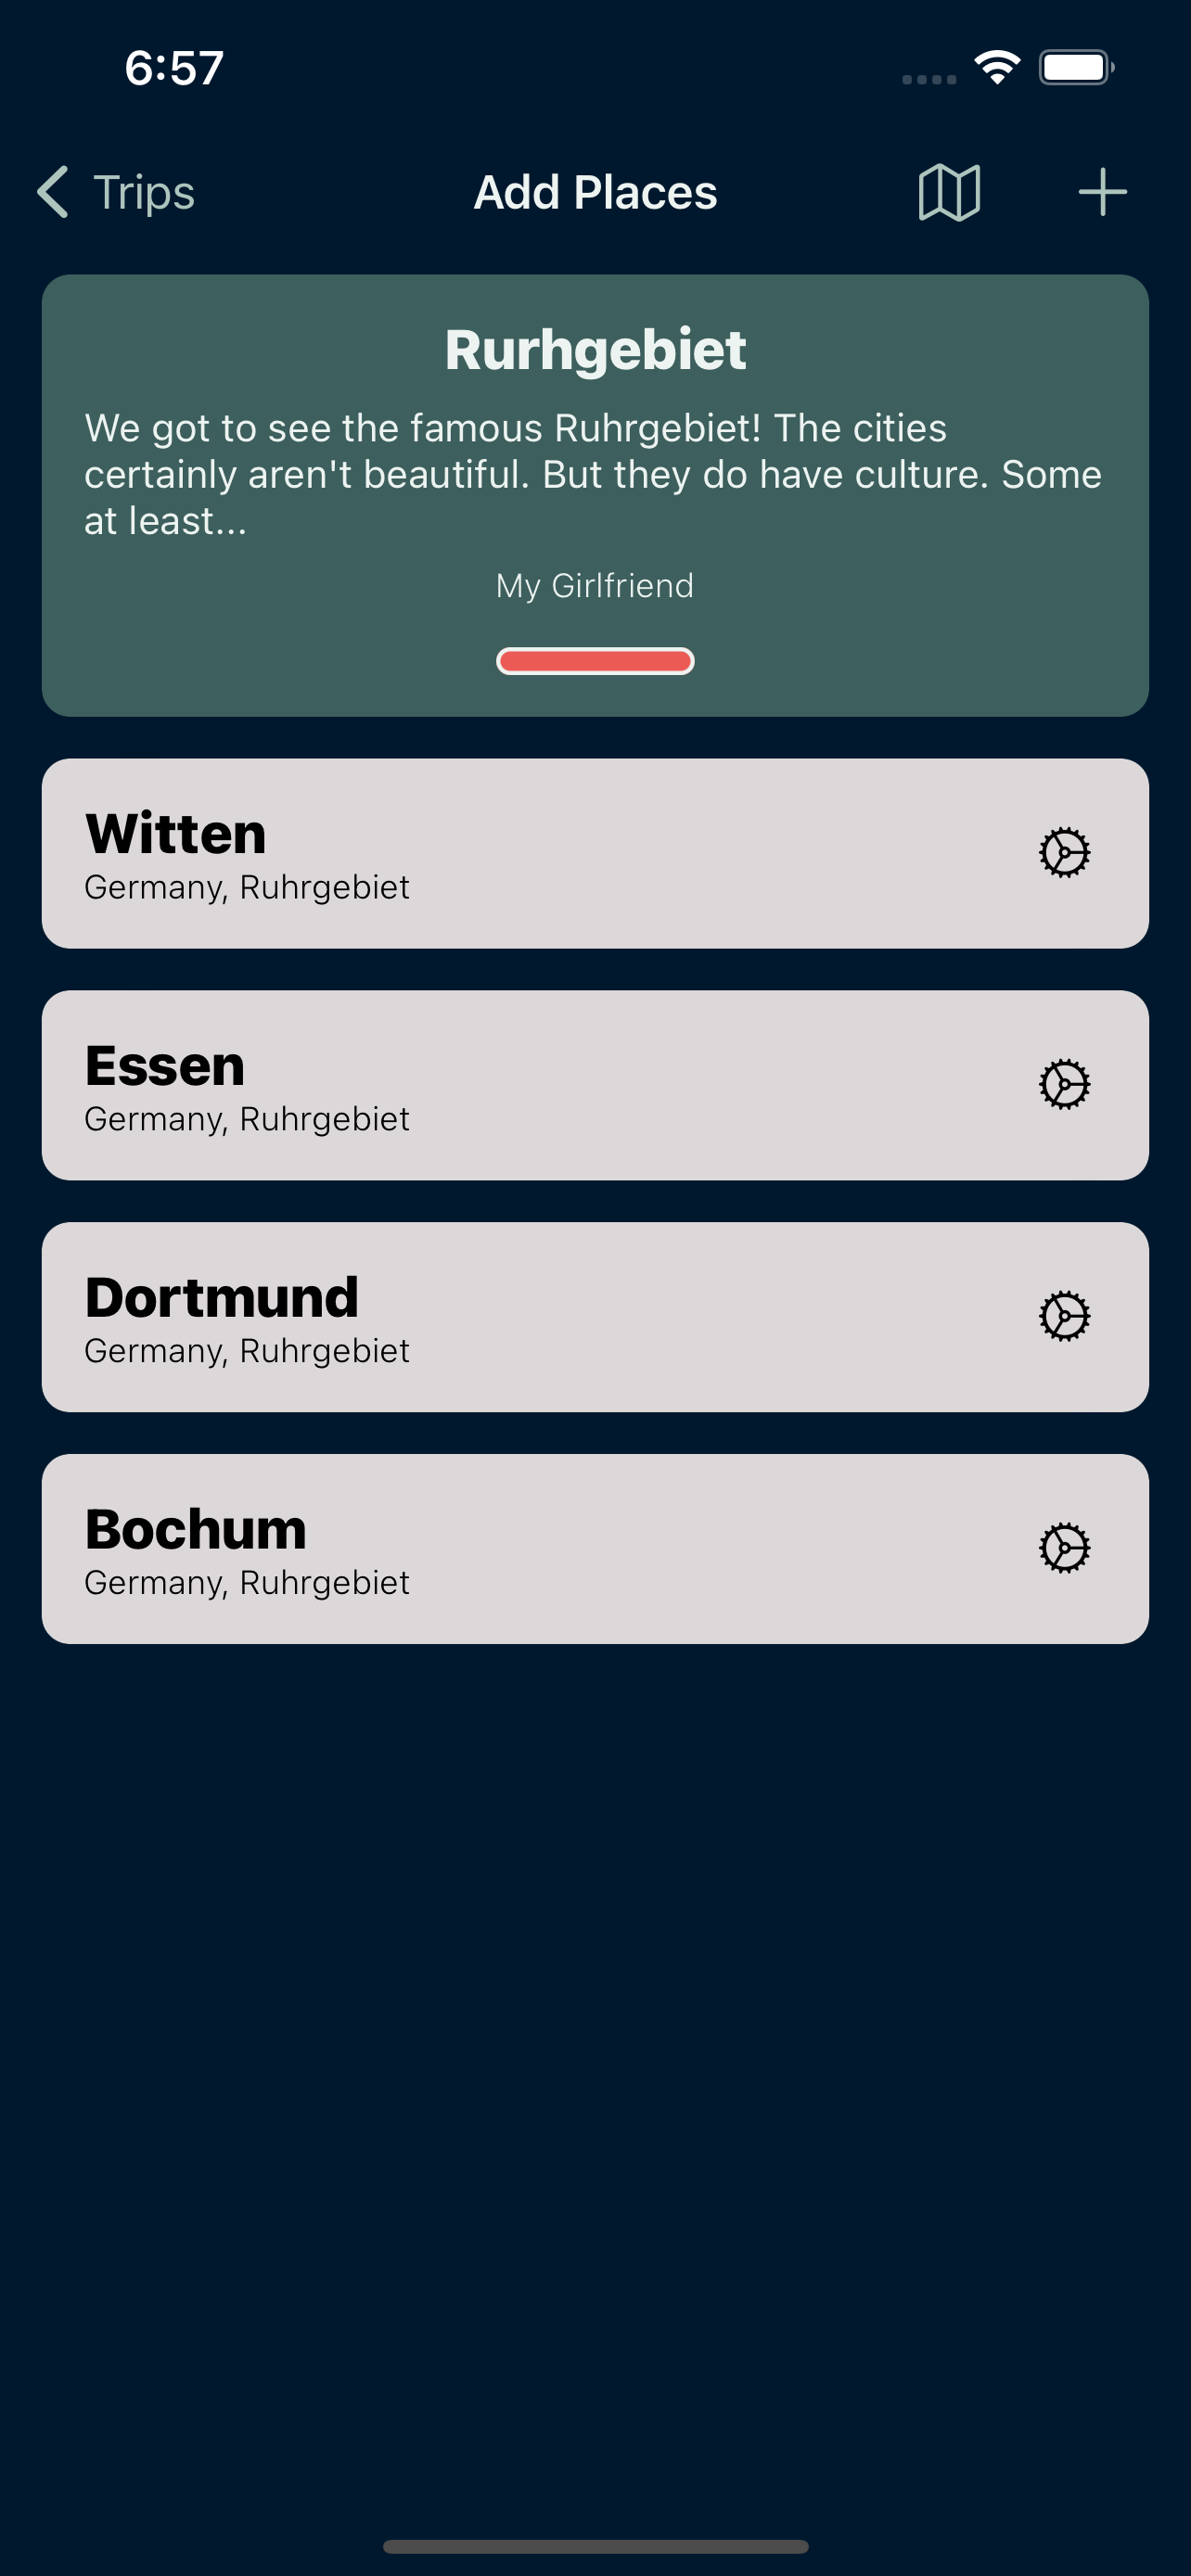 6:57
Trips
Add Places
Rurhgebiet
We got to see the famous Ruhrgebiet! The cities
certainly aren't beautiful. But they do have culture. Some
at least...
My Girlfriend
Witten
Germany, Ruhrgebiet
Essen
Germany, Ruhrgebiet
Dortmund
Germany, Ruhrgebiet
Bochum
Germany, Ruhrgebiet